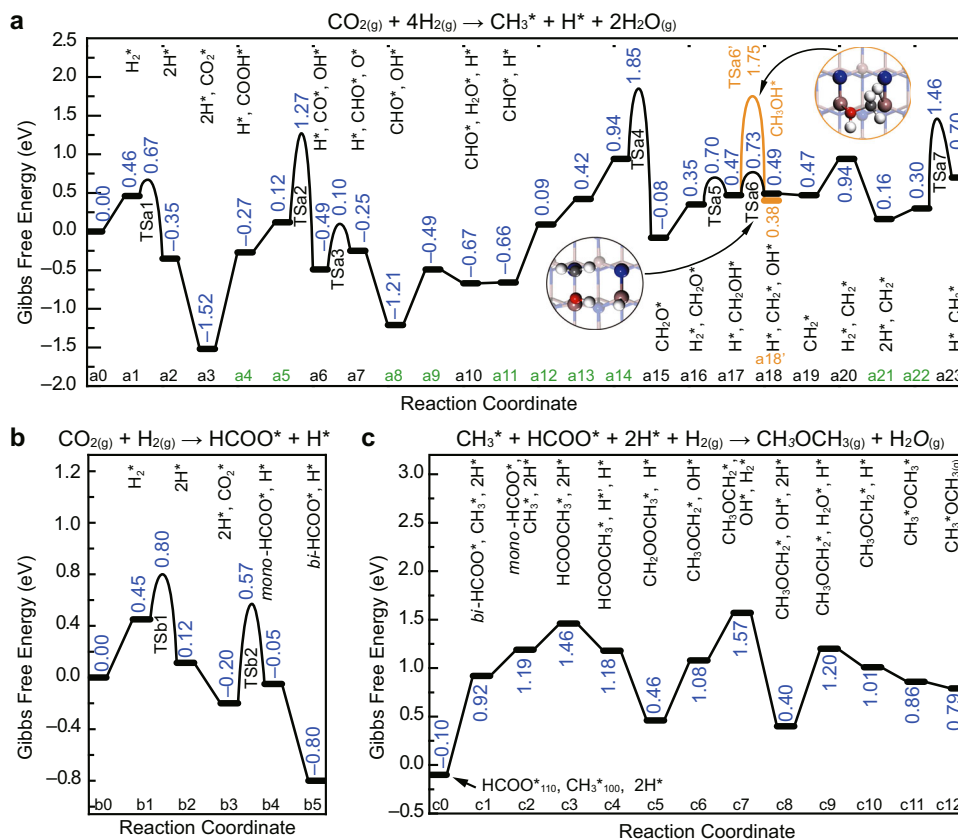 a
CO2(g) + 4H2(g) → CH3* + H* + 2H2O(g)
Gibbs Free Energy (eV)
2.5
2.0
1.5
1.0
0.5
0.0
–0.5
–1.0
–1.5
–2.0
H2*
2H*
2H*, CO2*
H*, COOH*
H*, CO*, OH*
H*, CHO*, O*
CHO*, OH*
CHO*, H2O*, H*
CHO*, H*
CH2O*
H2*, CH2O*
H*, CH2OH*
H*, CH2*, OH*
CH2*
H2*, CH2*
2H*, CH2*
H*, CH3*
CH3OH*
0.00
0.46
0.67
–0.35
–1.52
–0.27
0.12
1.27
–0.49
0.10
–0.25
–1.21
–0.49
–0.67
–0.66
0.09
0.42
0.94
1.85
–0.08
0.35
0.70
0.47
0.73
1.75
0.49
0.38
0.47
0.94
0.16
0.30
1.46
0.70
TSa1
TSa2
TSa3
TSa4
TSa5
TSa6
TSa6'
TSa7
a18'
a0 a1 a2 a3 a4 a5 a6 a7 a8 a9 a10 a11 a12 a13 a14 a15 a16 a17 a18 a19 a20 a21 a22 a23
Reaction Coordinate
b
CO2(g) + H2(g) → HCOO* + H*
Gibbs Free Energy (eV)
1.2
0.8
0.4
0.0
–0.4
–0.8
H2*
2H*
2H*, CO2*
mono-HCOO*, H*
bi-HCOO*, H*
0.00
0.45
0.80
0.12
–0.20
0.57
–0.05
–0.80
TSb1
TSb2
b0 b1 b2 b3 b4 b5
Reaction Coordinate
c
CH3* + HCOO* + 2H* + H2(g) → CH3OCH3(g) + H2O(g)
Gibbs Free Energy (eV)
3.0
2.5
2.0
1.5
1.0
0.5
0.0
–0.5
bi-HCOO*, CH3*, 2H*
mono-HCOO*,
CH3*, 2H*
HCOOCH3*, 2H*
HCOOCH3*, H*', H*
CH2OOCH3*, H*
CH3OCH2*, OH*
CH3OCH2*,
OH*, H2*
CH3OCH2*, OH*, 2H*
CH3OCH2*, H2O*, H*
CH3OCH2*, H*
CH3*OCH3*
CH3*OCH3(g)
–0.10
0.92
1.19
1.46
1.18
0.46
1.08
1.57
0.40
1.20
1.01
0.86
0.79
HCOO*110, CH3*100, 2H*
c0 c1 c2 c3 c4 c5 c6 c7 c8 c9 c10 c11 c12
Reaction Coordinate